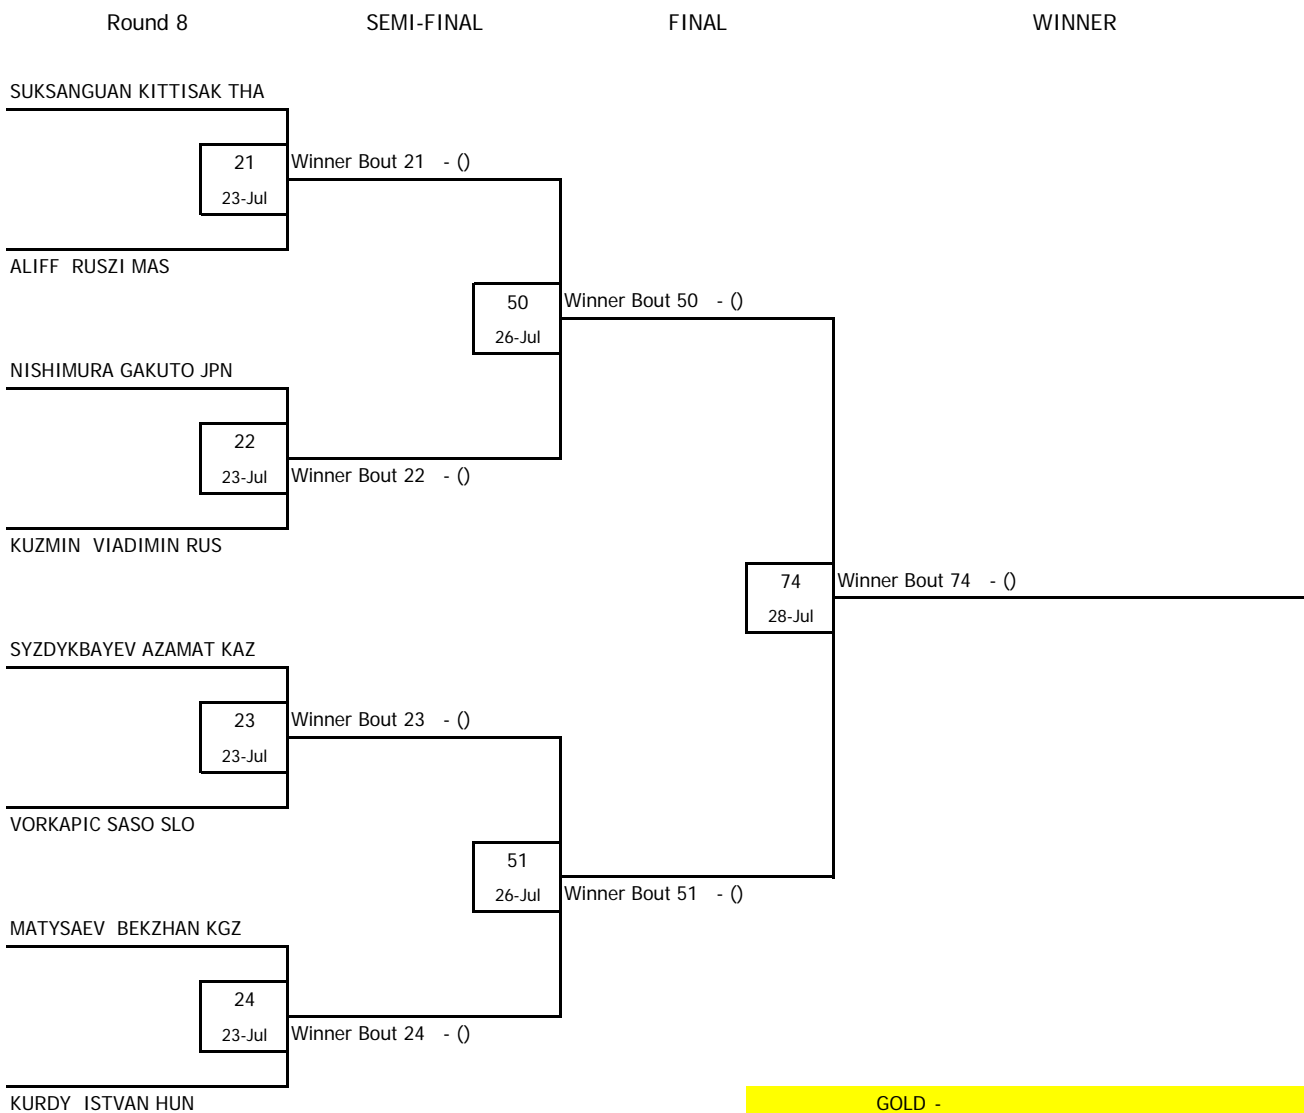 Round 8 SEMI-FINAL FINAL WINNER
SUKSANGUAN KITTISAK THA
21 Winner Bout 21 - ()
23-Jul
ALIFF RUSZI MAS
50 Winner Bout 50 - ()
26-Jul
NISHIMURA GAKUTO JPN
22
23-Jul Winner Bout 22 - ()
KUZMIN VIADIMIN RUS
74 Winner Bout 74 - ()
28-Jul
SYZDYKBAYEV AZAMAT KAZ
23 Winner Bout 23 - ()
23-Jul
VORKAPIC SASO SLO
51
26-Jul Winner Bout 51 - ()
MATYSAEV BEKZHAN KGZ
24
23-Jul Winner Bout 24 - ()
KURDY ISTVAN HUN GOLD -